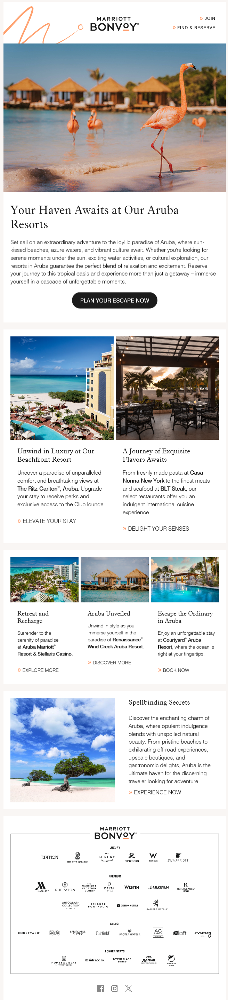 MARRIOTT
BONVOY®
» JOIN
» FIND & RESERVE
Your Haven Awaits at Our Aruba
Resorts
Set sail on an extraordinary adventure to the idyllic paradise of Aruba, where sun-
kissed beaches, azure waters, and vibrant culture await. Whether you're looking for
serene moments under the sun, exciting water activities, or cultural exploration, our
resorts in Aruba guarantee the perfect blend of relaxation and excitement. Reserve
your journey to this tropical oasis and experience more than just a getaway – immerse
yourself in a cascade of unforgettable moments.
PLAN YOUR ESCAPE NOW
Unwind in Luxury at Our
Beachfront Resort
Uncover a paradise of unparalleled
comfort and breathtaking views at
The Ritz-Carlton®, Aruba. Upgrade
your stay to receive perks and
exclusive access to the Club lounge.
» ELEVATE YOUR STAY
A Journey of Exquisite
Flavors Awaits
From freshly made pasta at Casa
Nonna New York to the finest meats
and seafood at BLT Steak, our
select restaurants offer you an
indulgent international cuisine
experience.
» DELIGHT YOUR SENSES
Retreat and
Recharge
Surrender to the
serenity of paradise
at Aruba Marriott®
Resort & Stellaris Casino.
» EXPLORE MORE
Aruba Unveiled
Unwind in style as you
immerse yourself in the
paradise of Renaissance®
Wind Creek Aruba Resort.
» DISCOVER MORE
Escape the Ordinary
in Aruba
Enjoy an unforgettable stay
at Courtyard® Aruba
Resort, where the ocean is
right at your fingertips.
» BOOK NOW
Spellbinding Secrets
Discover the enchanting charm of
Aruba, where opulent indulgence
blends with unspoiled natural
beauty. From pristine beaches to
exhilarating off-road experiences,
upscale boutiques, and
gastronomic delights, Aruba is the
ultimate haven for the discerning
traveler looking for adventure.
» EXPERIENCE NOW
MARRIOTT
BONVOY®
LUXURY
EDITION
THE RITZ-CARLTON
THE
LUXURY
COLLECTION
ST REGIS
W
HOTELS
JW MARRIOTT
PREMIUM
MARRIOTT
SHERATON
THE
MARRIOTT
VACATION
CLUBS
D
DELTA
HOTELS
WESTIN
Le MERIDIEN
R
RENAISSANCE®
HOTELS
AUTOGRAPH
COLLECTION®
HOTELS
TRIBUTE
PORTFOLIO
DESIGN HOTELS
GAYLORD HOTELS®
SELECT
COURTYARD®
FOUR
POINTS
SPRINGHILL
SUITES®
Fairfield®
PROTEA HOTELS.
AC
HOTELS
MARRIOTT
aloft
moxy
HOTELS
LONGER STAYS
HOMES & VILLAS
by MARRIOTT BONVOY
Residence INN.
TOWNEPLACE
SUITES®
Marriott
EXECUTIVE APARTMENTS
element